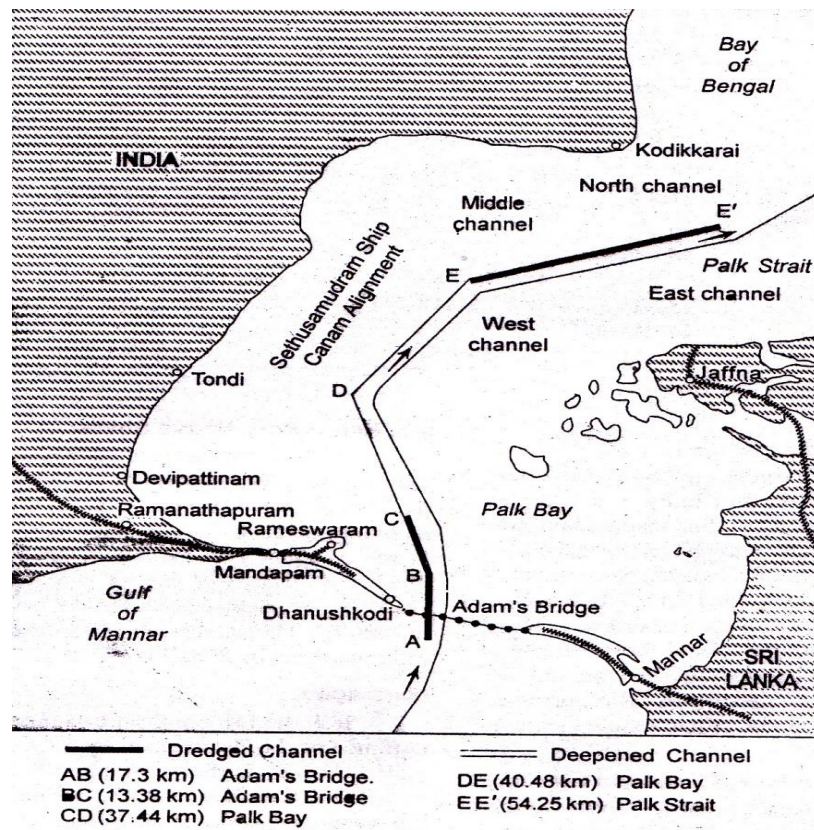 Bay
of
Bengal
INDIA
Kodikkarai
North channel
Middle
channel
E'
Sethusamudram Ship
Canam Alignment
E
Palk Strait
East channel
West
channel
Tondi
D
Jaffna
Devipattinam
Ramanathapuram
Rameswaram
C
Palk Bay
Mandapam
B
Gulf
of
Mannar
Dhanushkodi
Adam's Bridge
A
Mannar
SRI
LANKA
Dredged Channel
AB (17.3 km) Adam's Bridge.
BC (13.38 km) Adam's Bridge
CD (37.44 km) Palk Bay
Deepened Channel
DE (40.48 km) Palk Bay
EE' (54.25 km) Palk Strait